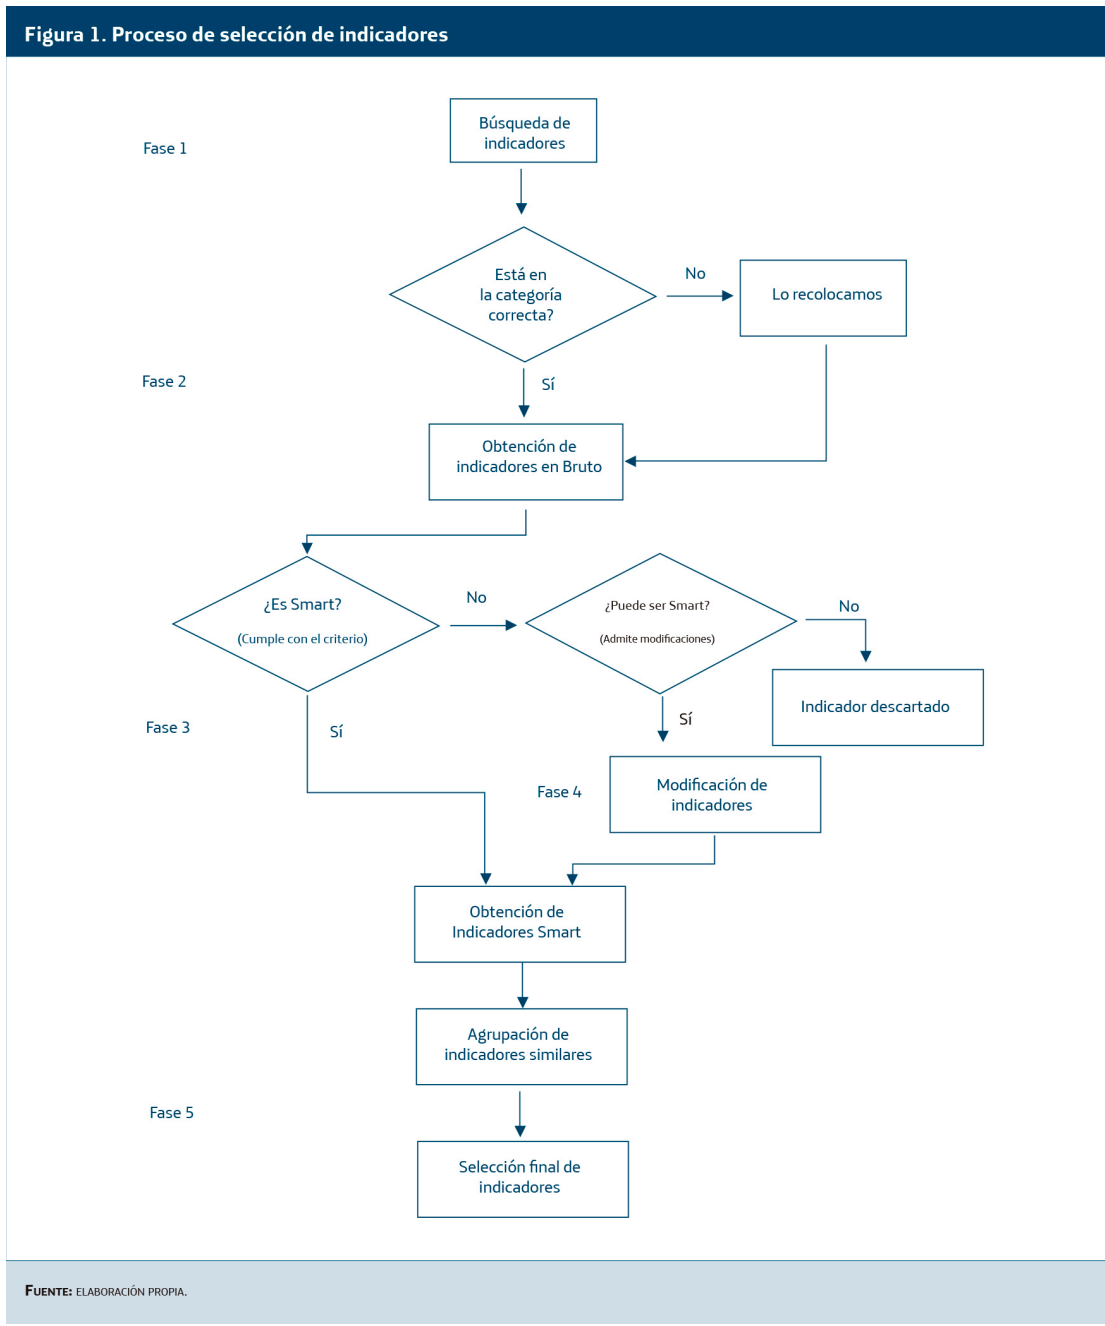 Figura 1. Proceso de selección de indicadores
Búsqueda de
indicadores
Fase 1
Está en
la categoría
correcta?
No
Lo recolocamos
Fase 2
Sí
Obtención de
indicadores en Bruto
¿Es Smart?
(Cumple con el criterio)
No
¿Puede ser Smart?
(Admite modificaciones)
No
Indicador descartado
Fase 3
Sí
Sí
Fase 4
Modificación de
indicadores
Obtención de
Indicadores Smart
Agrupación de
indicadores similares
Fase 5
Selección final de
indicadores
FUENTE: ELABORACIÓN PROPIA.